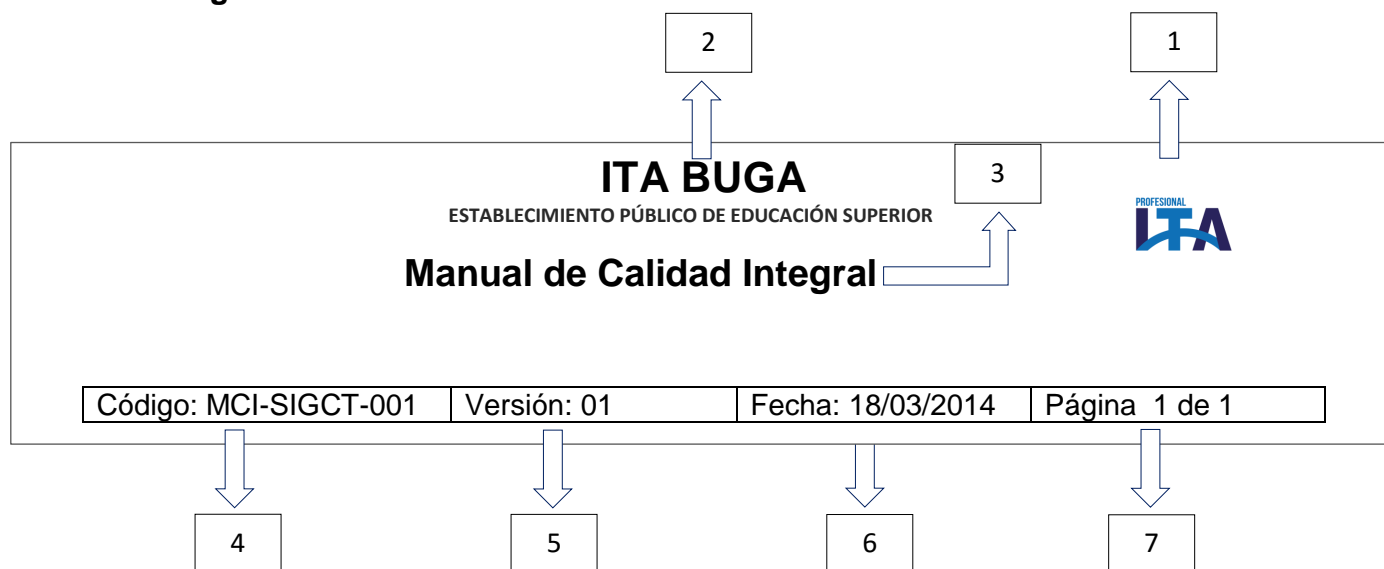 2 1
ITA BUGA
3
ESTABLECIMIENTO PÚBLICO DE EDUCACIÓN SUPERIOR
PROFESIONAL
ITA
Manual de Calidad Integral
Código: MCI-SIGCT-001 Versión: 01 Fecha: 18/03/2014 Página 1 de 1
4 5 6 7